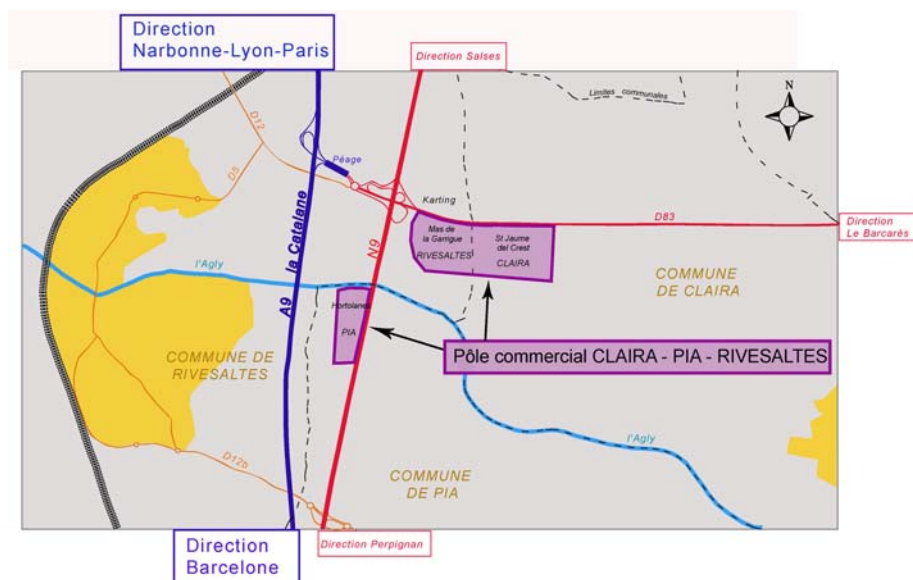 Direction
Narbonne-Lyon-Paris
Direction Salses
N
Limites communales
D12
Péage
D5
Karting
D83
Direction
Le Barcarès
la Catalane
A9
N9
Mas de
la Garrigue
RIVESALTES
St Jaume
del Crest
CLAIRA
l'Agly
COMMUNE
DE CLAIRA
Hortolanes
PIA
COMMUNE DE
RIVESALTES
Pôle commercial CLAIRA - PIA - RIVESALTES
l'Agly
D12b
COMMUNE
DE PIA
Direction
Barcelone
Direction Perpignan